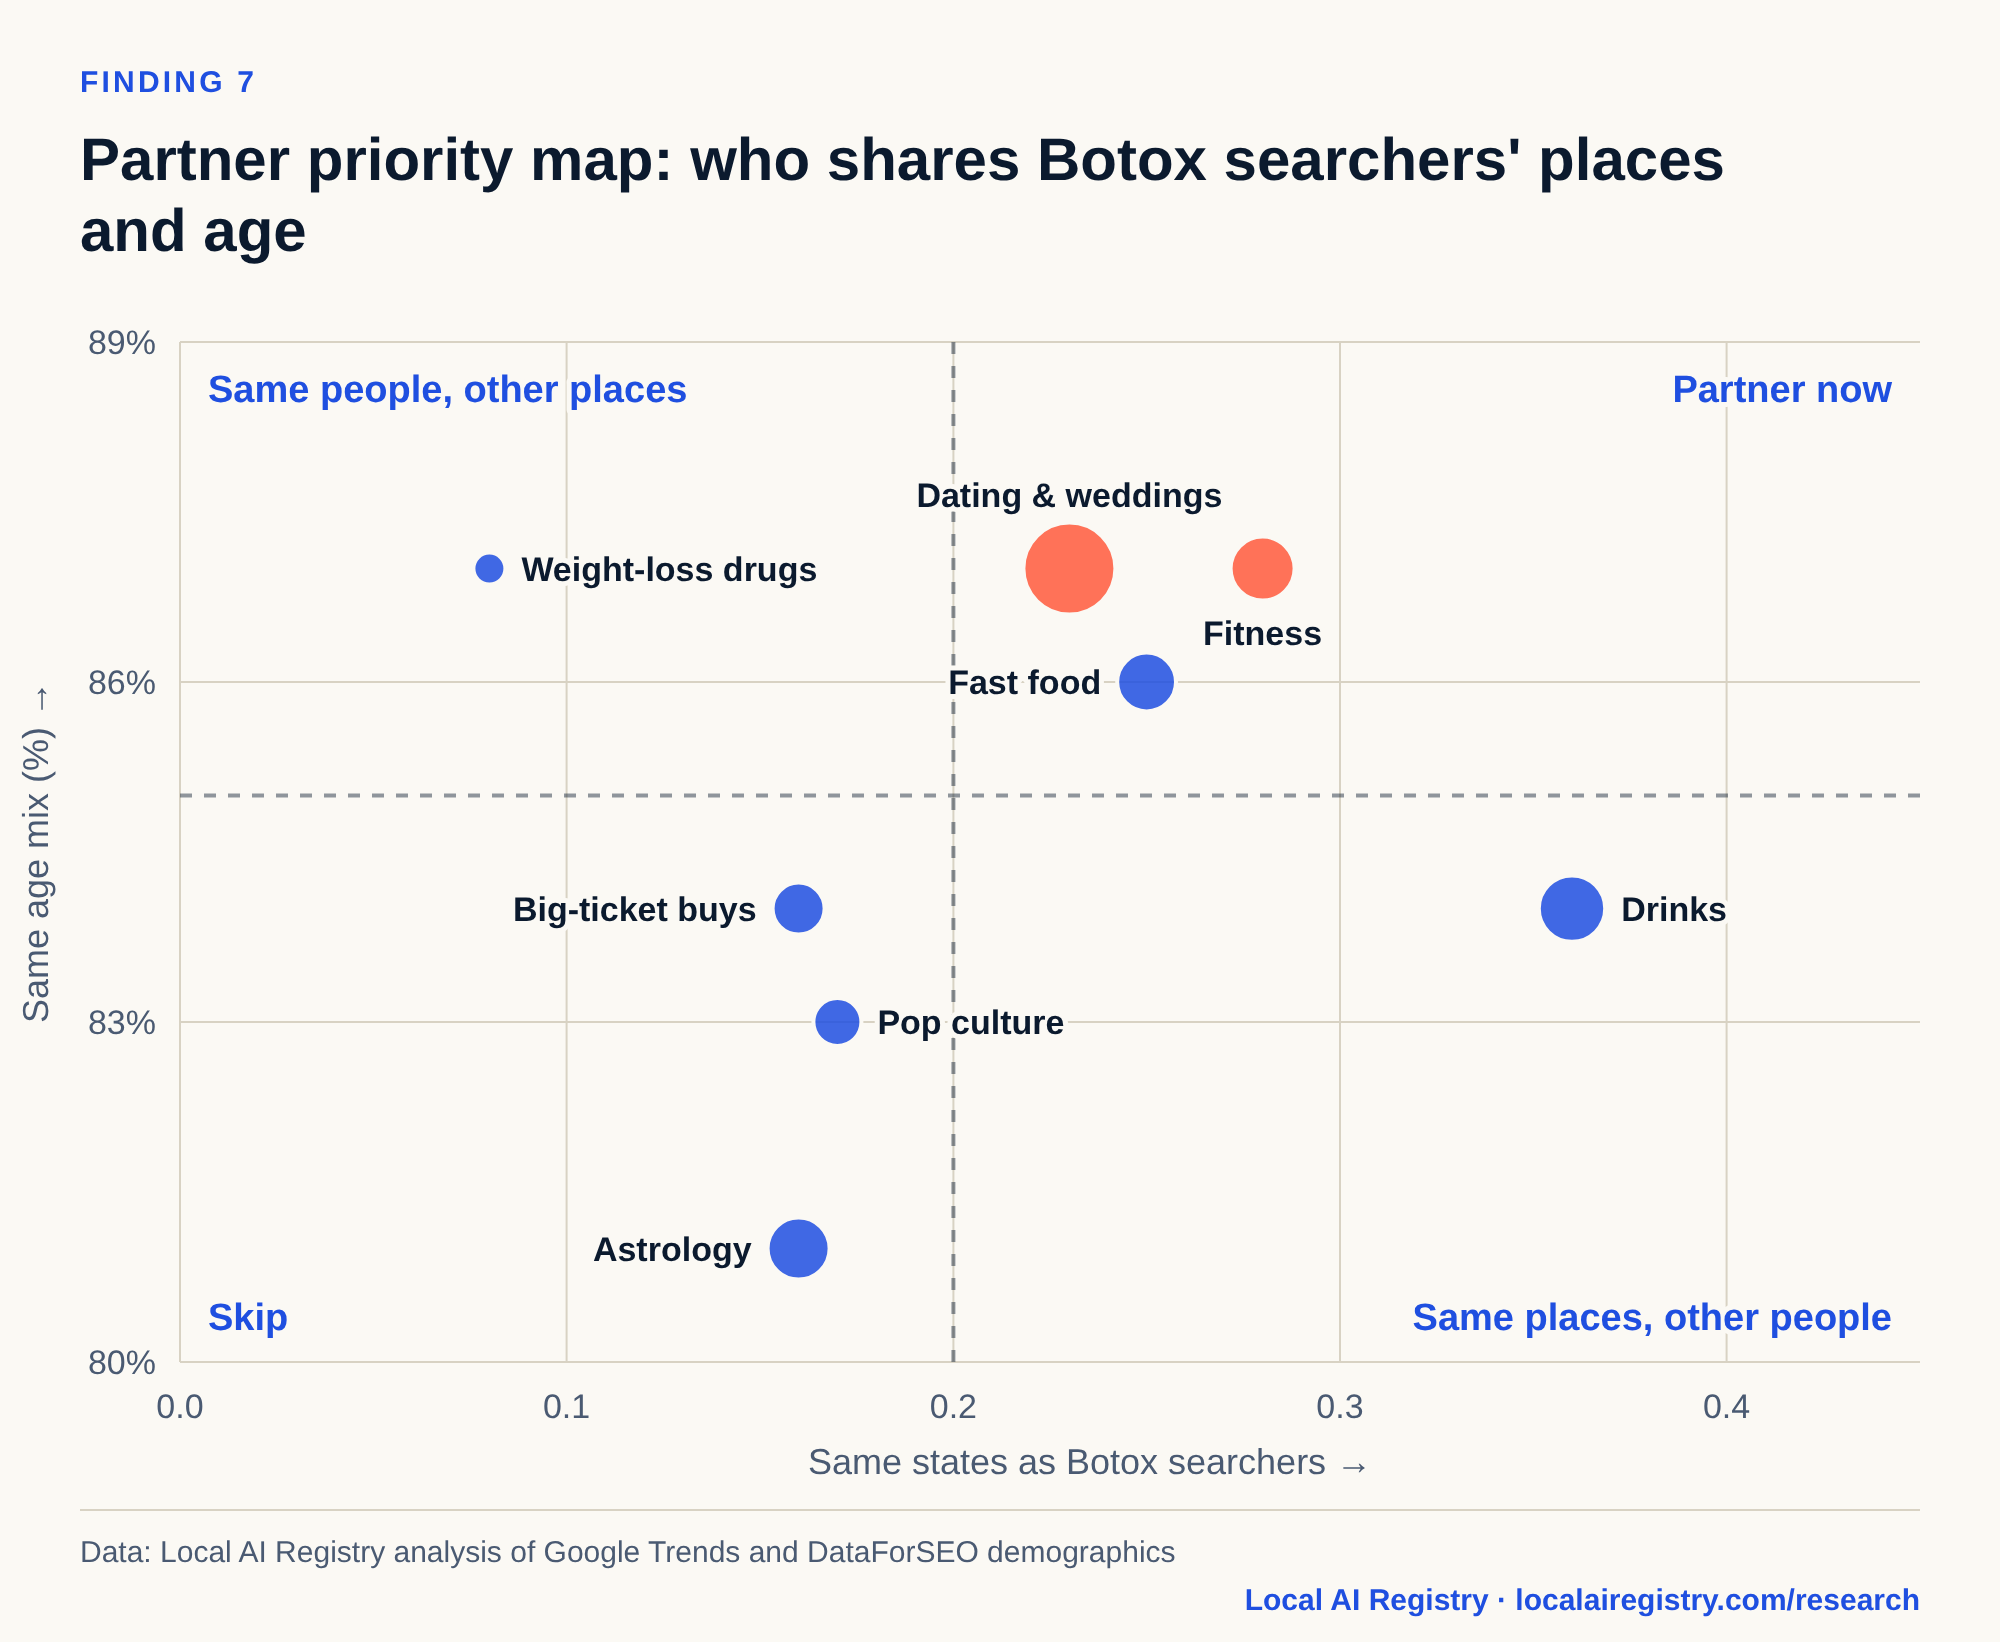 FINDING 7
Partner priority map: who shares Botox searchers' places
and age
89%
Same people, other places
Partner now
Dating & weddings
Weight-loss drugs
Fitness
86%
Fast food
Same age mix (%) →
Big-ticket buys
Drinks
83%
Pop culture
Astrology
Skip
Same places, other people
80%
0.0 0.1 0.2 0.3 0.4
Same states as Botox searchers →
Data: Local AI Registry analysis of Google Trends and DataForSEO demographics
Local AI Registry · localairegistry.com/research